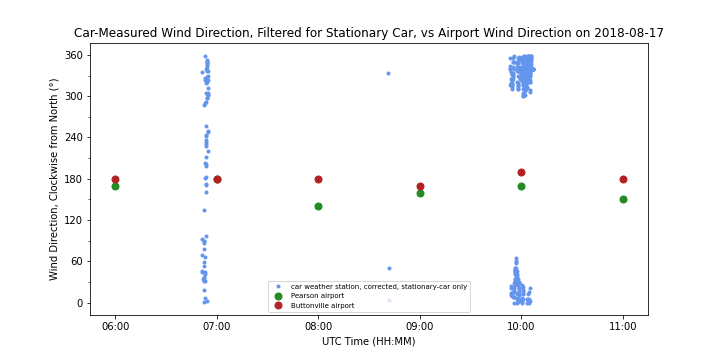 Car-Measured Wind Direction, Filtered for Stationary Car, vs Airport Wind Direction on 2018-08-17
Wind Direction, Clockwise from North (°)
360
300
240
180
120
60
0
car weather station, corrected, stationary-car only
Pearson airport
Buttonville airport
06:00 07:00 08:00 09:00 10:00 11:00
UTC Time (HH:MM)